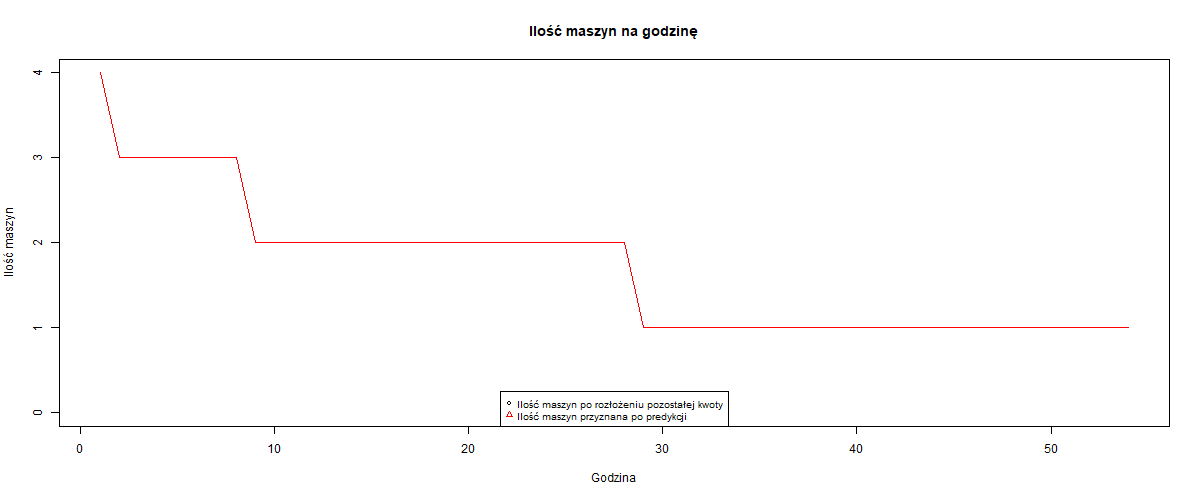 Ilość maszyn na godzinę
Ilość maszyn
4
3
2
1
0
Ilość maszyn po rozłożeniu pozostałej kwoty
Ilość maszyn przyznana po predykcji
0 10 20 30 40 50
Godzina